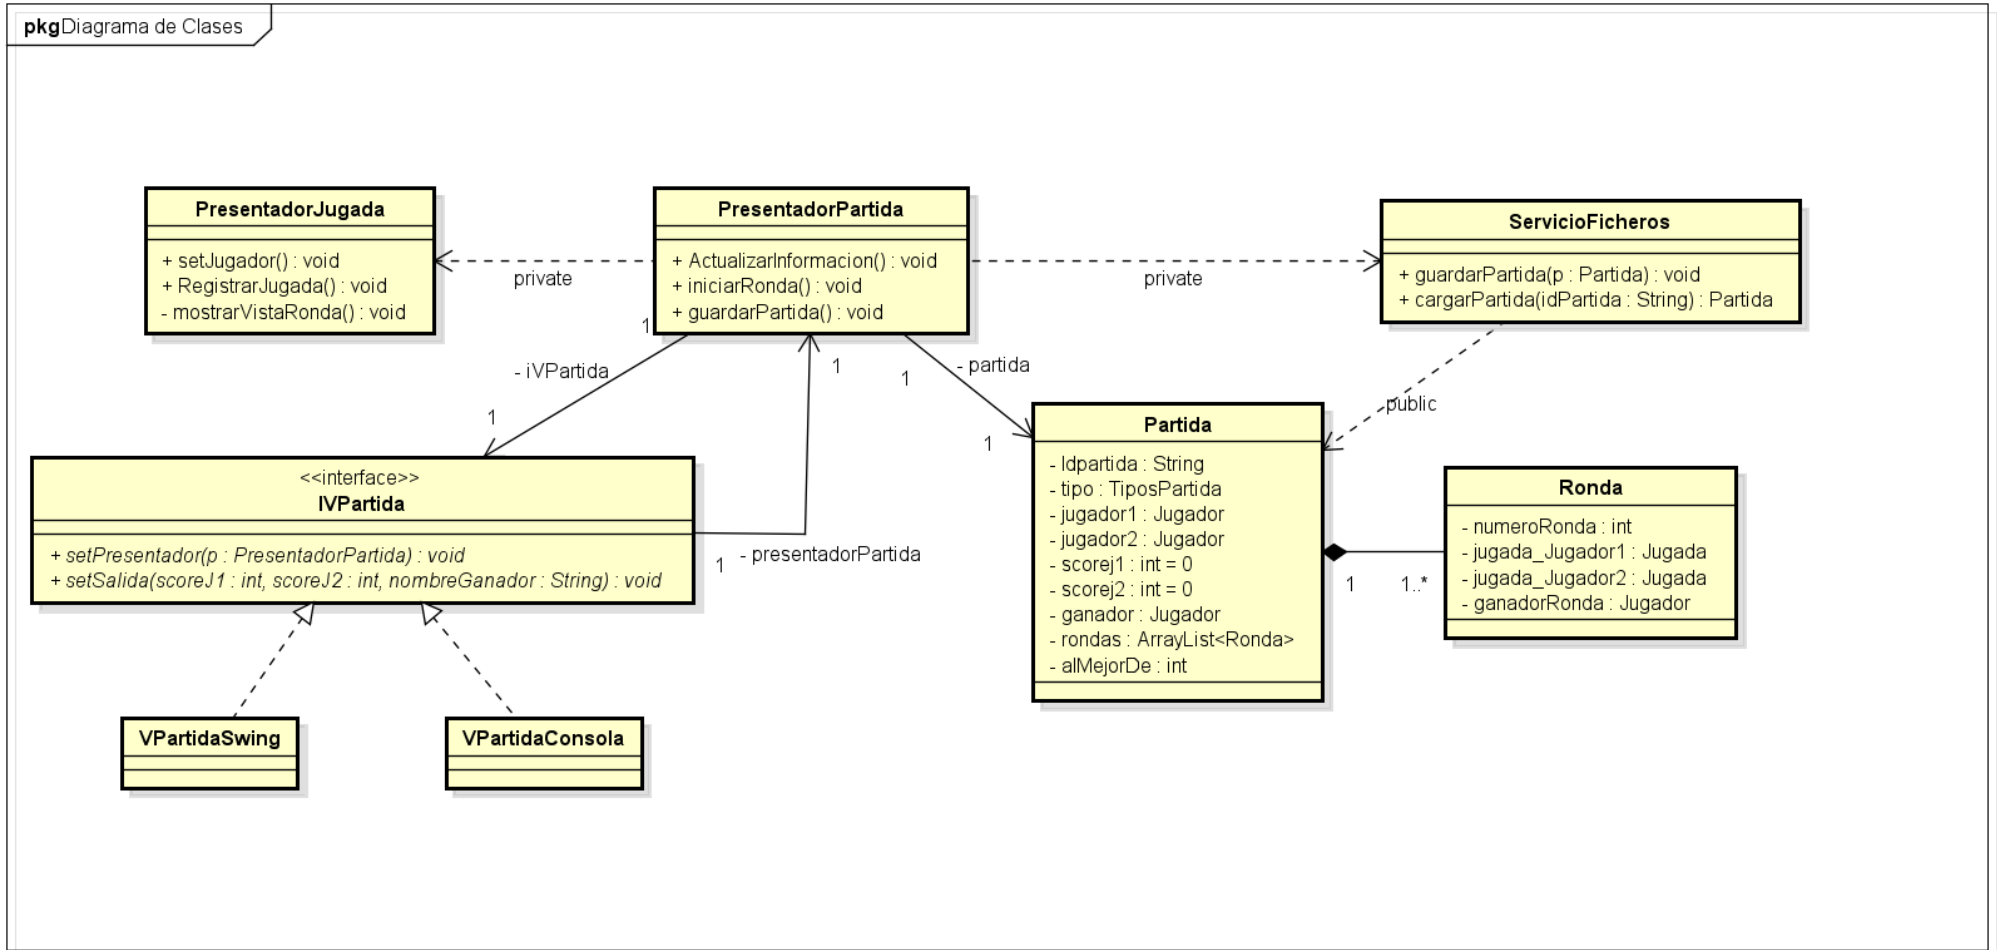 pkg Diagrama de Clases
PresentadorJugada
+ setJugador() : void
+ RegistrarJugada() : void
- mostrarVistaRonda() : void
private
PresentadorPartida
+ ActualizarInformacion() : void
+ iniciarRonda() : void
+ guardarPartida() : void
private
ServicioFicheros
+ guardarPartida(p : Partida) : void
+ cargarPartida(idPartida : String) : Partida
1
- iVPartida
1
1
1
- partida
1
public
<<interface>>
IVPartida
+ setPresentador(p : PresentadorPartida) : void
+ setSalida(scoreJ1 : int, scoreJ2 : int, nombreGanador : String) : void
1
- presentadorPartida
Partida
- Idpartida : String
- tipo : TiposPartida
- jugador1 : Jugador
- jugador2 : Jugador
- scorej1 : int = 0
- scorej2 : int = 0
- ganador : Jugador
- rondas : ArrayList<Ronda>
- alMejorDe : int
1
1..*
Ronda
- numeroRonda : int
- jugada_Jugador1 : Jugada
- jugada_Jugador2 : Jugada
- ganadorRonda : Jugador
VPartidaSwing
VPartidaConsola